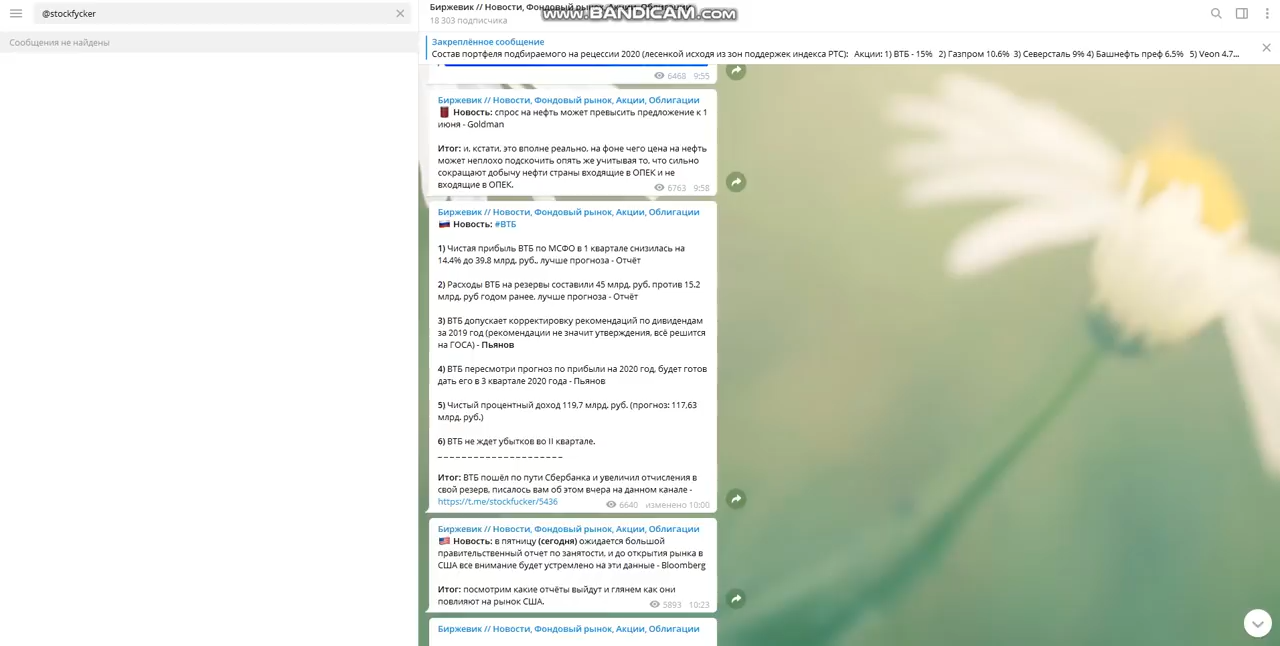 @stockfycker
Сообщения не найдены
Биржевик // Новости, Фондовый рынок, Акции, Облигации
18 303 подписчика
www.BANDICAM.com
Закреплённое сообщение
Состав портфеля подбираемого на рецессии 2020 (лесенкой исходя из зон поддержек индекса РТС): Акции: 1) ВТБ - 15% 2) Газпром 10.6% 3) Северсталь 9% 4) Башнефть преф 6.5% 5) Veon 4.7...
6468 9:55
Биржевик // Новости, Фондовый рынок, Акции, Облигации
Новость: спрос на нефть может превысить предложение к 1
июня - Goldman
Итог: и, кстати, это вполне реально, на фоне чего цена на нефть
может неплохо подскочить опять же учитывая то, что сильно
сокращают добычу нефти страны входящие в ОПЕК и не
входящие в ОПЕК.
6763 9:58
Биржевик // Новости, Фондовый рынок, Акции, Облигации
Новость: #ВТБ
1) Чистая прибыль ВТБ по МСФО в 1 квартале снизилась на
14,4% до 39,8 млрд. руб., лучше прогноза - Отчёт
2) Расходы ВТБ на резервы составили 45 млрд. руб. против 15.2
млрд. руб годом ранее, лучше прогноза - Отчёт
3) ВТБ допускает корректировку рекомендаций по дивидендам
за 2019 год (рекомендации не значит утверждения, всё решится
на ГОСА) - Пьянов
4) ВТБ пересмотри прогноз по прибыли на 2020 год, будет готов
дать его в 3 квартале 2020 года - Пьянов
5) Чистый процентный доход 119,7 млрд. руб. (прогноз: 117,63
млрд. руб.)
6) ВТБ не ждет убытков во II квартале.
_ _ _ _ _ _ _ _ _ _ _ _ _ _ _ _ _ _ _ _ _
Итог: ВТБ пошёл по пути Сбербанка и увеличил отчисления в
свой резерв, писалось вам об этом вчера на данном канале -
https://t.me/stockfucker/5436
6640 изменено 10:00
Биржевик // Новости, Фондовый рынок, Акции, Облигации
Новость: в пятницу (сегодня) ожидается большой
правительственный отчет по занятости, и до открытия рынка в
США все внимание будет устремлено на эти данные - Bloomberg
Итог: посмотрим какие отчёты выйдут и глянем как они
повлияют на рынок США.
5893 10:23
Биржевик // Новости, Фондовый рынок, Акции, Облигации